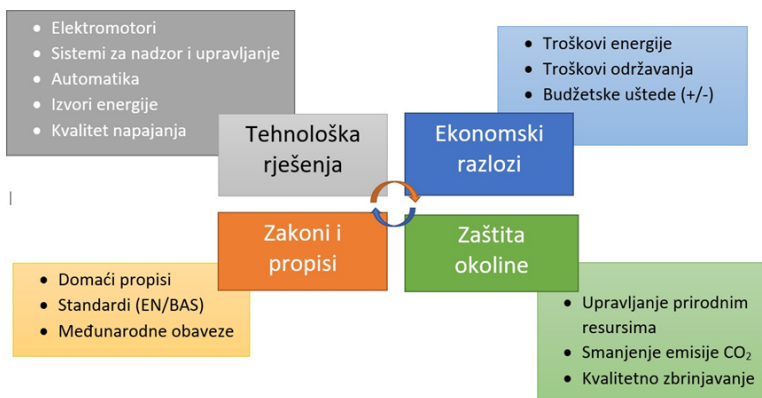 • Elektromotori
• Sistemi za nadzor i upravljanje
• Automatika
• Izvori energije
• Kvalitet napajanja
Tehnološka
rješenja
• Troškovi energije
• Troškovi održavanja
• Budžetske uštede (+/-)
Ekonomski
razlozi
Zakoni i
propisi
• Domaći propisi
• Standardi (EN/BAS)
• Međunarodne obaveze
Zaštita
okoline
• Upravljanje prirodnim
resursima
• Smanjenje emisije CO₂
• Kvalitetno zbrinjavanje